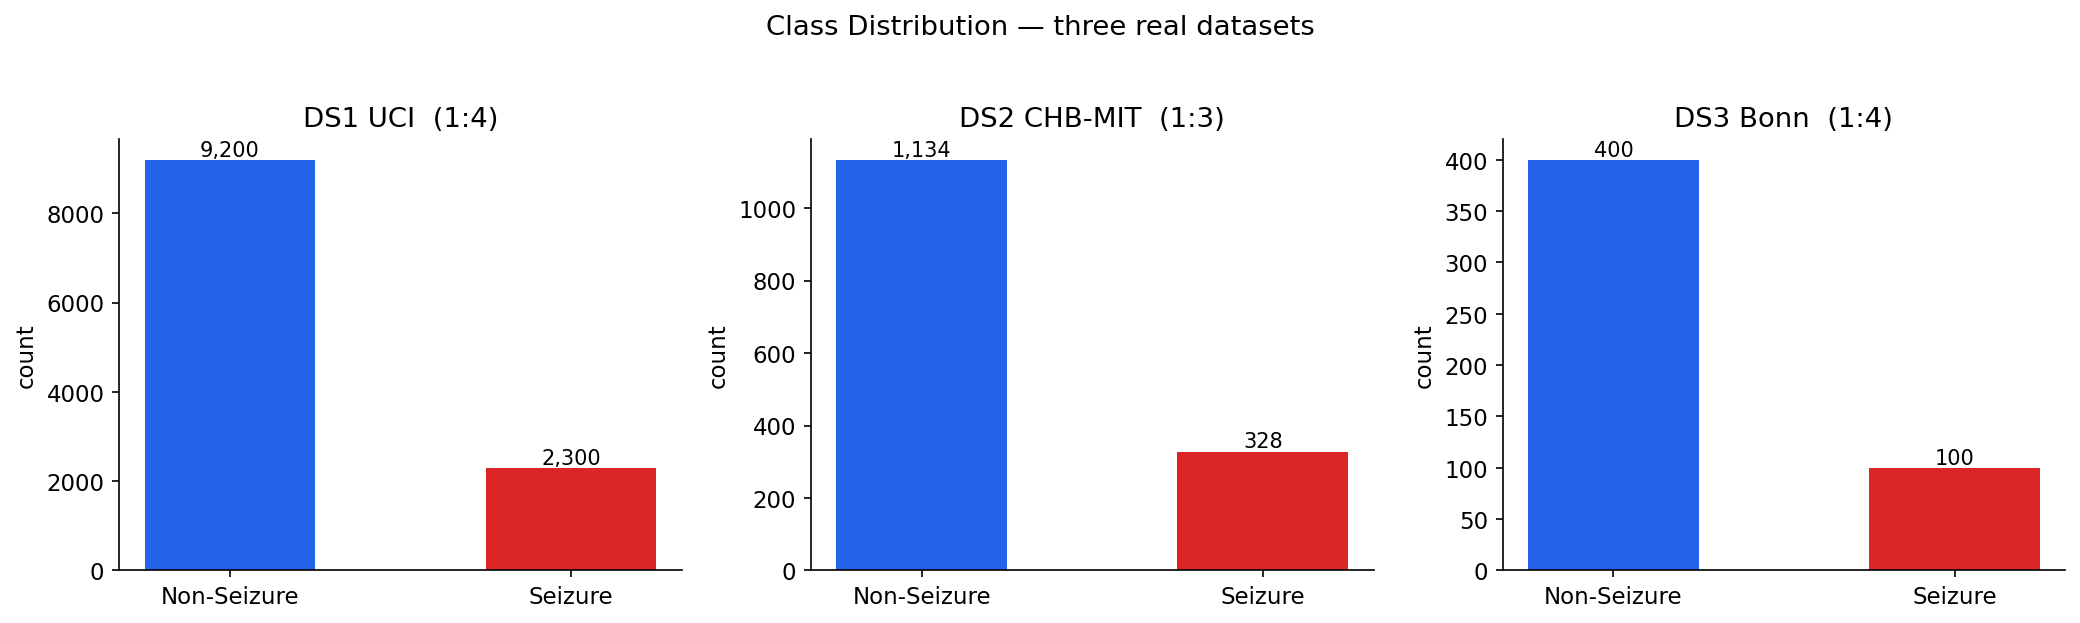 Class Distribution — three real datasets
DS1 UCI  (1:4)
9,200
2,300
8000
6000
4000
2000
0
count
Non-Seizure
Seizure
DS2 CHB-MIT  (1:3)
1,134
328
1000
800
600
400
200
0
count
Non-Seizure
Seizure
DS3 Bonn  (1:4)
400
100
400
350
300
250
200
150
100
50
0
count
Non-Seizure
Seizure